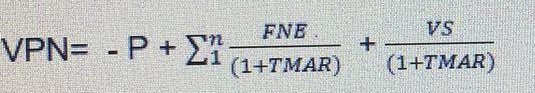 VPN= - P + ∑₁ⁿ FNE/(1+TMAR) + VS/(1+TMAR)